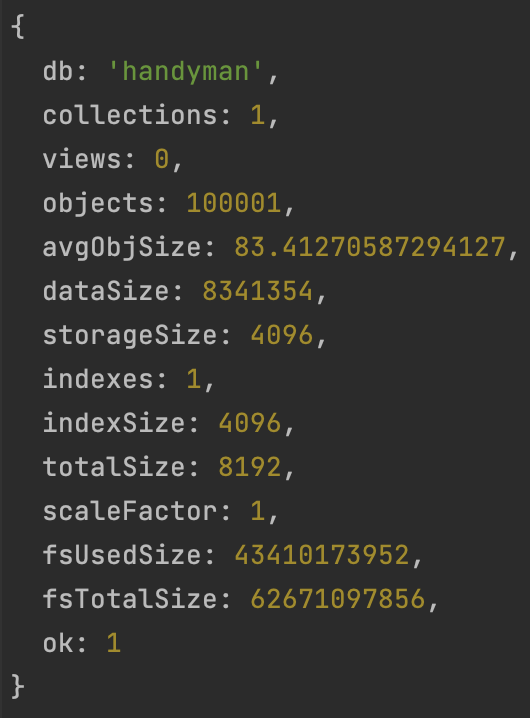 {
  db: 'handyman',
  collections: 1,
  views: 0,
  objects: 100001,
  avgObjSize: 83.41270587294127,
  dataSize: 8341354,
  storageSize: 4096,
  indexes: 1,
  indexSize: 4096,
  totalSize: 8192,
  scaleFactor: 1,
  fsUsedSize: 43410173952,
  fsTotalSize: 62671097856,
  ok: 1
}